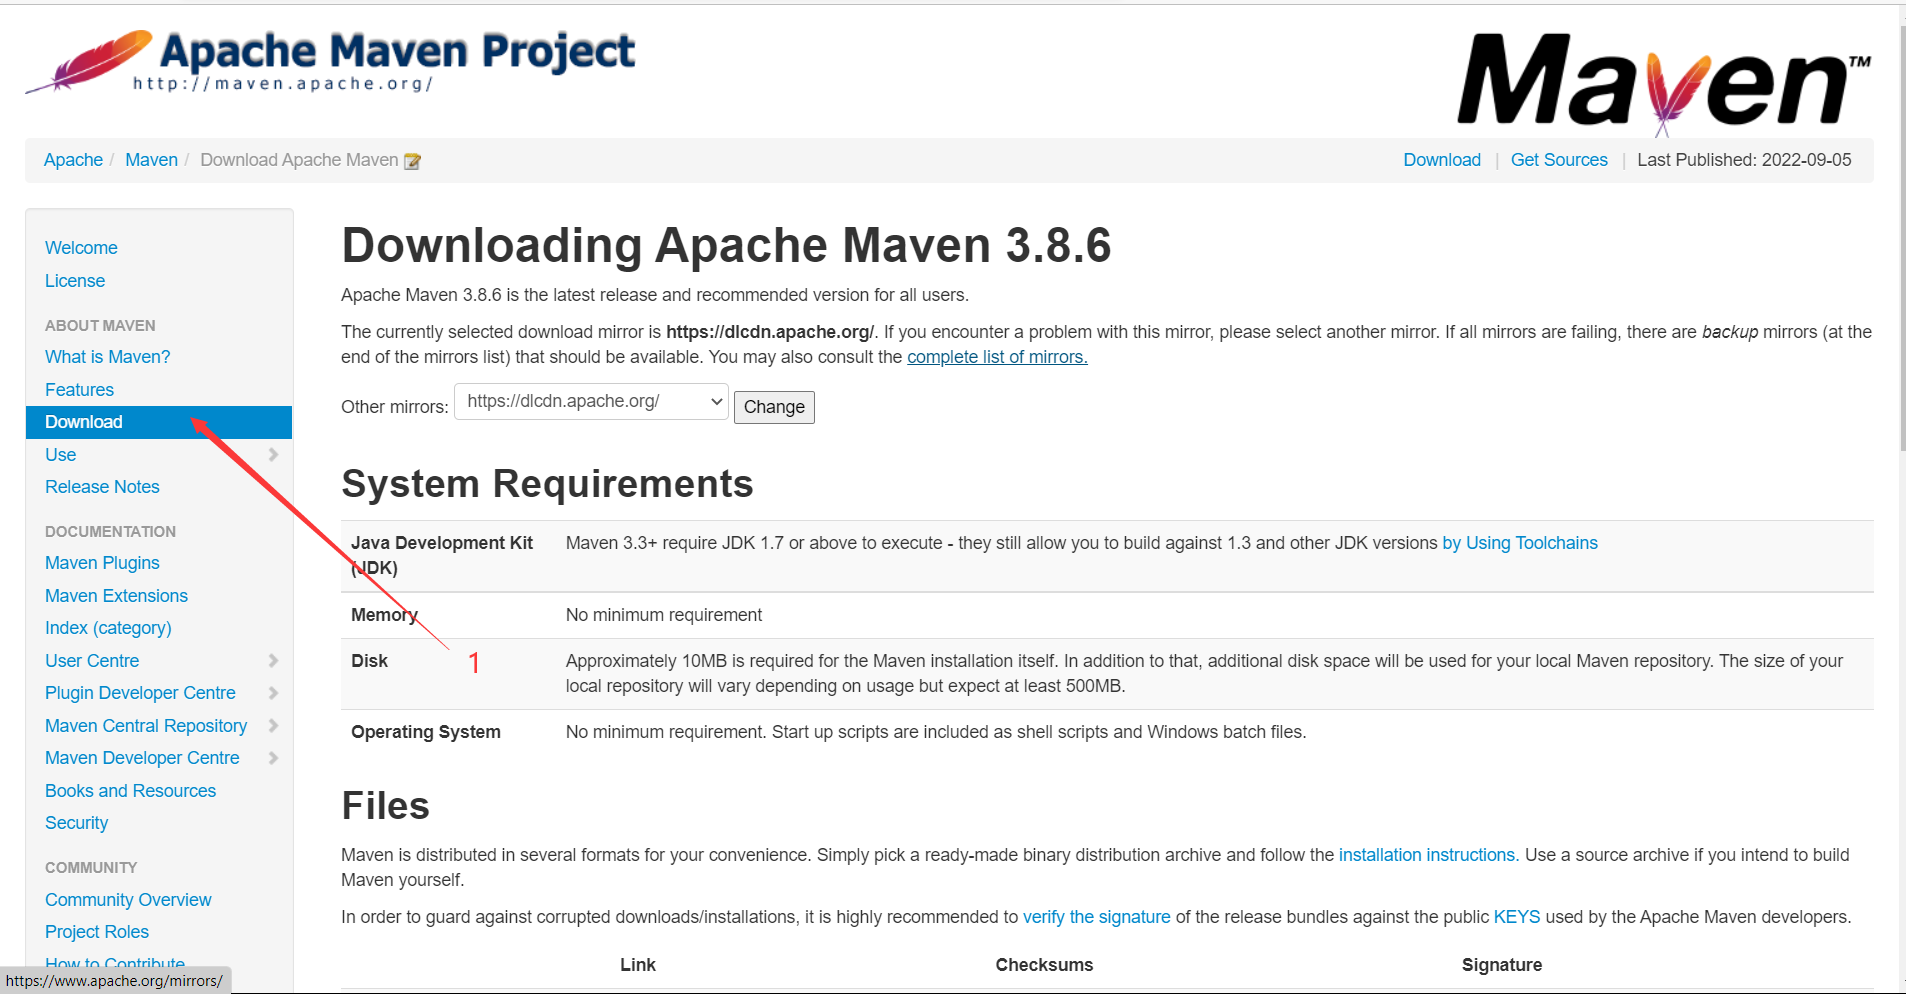 Apache Maven Project
http://maven.apache.org/
Maven™
Apache / Maven / Download Apache Maven
Download | Get Sources | Last Published: 2022-09-05
Welcome
License
ABOUT MAVEN
What is Maven?
Features
Download
Use
Release Notes
DOCUMENTATION
Maven Plugins
Maven Extensions
Index (category)
User Centre
Plugin Developer Centre
Maven Central Repository
Maven Developer Centre
Books and Resources
Security
COMMUNITY
Community Overview
Project Roles
How to Contribute
https://www.apache.org/mirrors/
Downloading Apache Maven 3.8.6
Apache Maven 3.8.6 is the latest release and recommended version for all users.
The currently selected download mirror is https://dlcdn.apache.org/. If you encounter a problem with this mirror, please select another mirror. If all mirrors are failing, there are backup mirrors (at the
end of the mirrors list) that should be available. You may also consult the complete list of mirrors.
Other mirrors: https://dlcdn.apache.org/ Change
System Requirements
Java Development Kit Maven 3.3+ require JDK 1.7 or above to execute - they still allow you to build against 1.3 and other JDK versions by Using Toolchains
(JDK)
Memory No minimum requirement
1
Disk Approximately 10MB is required for the Maven installation itself. In addition to that, additional disk space will be used for your local Maven repository. The size of your
local repository will vary depending on usage but expect at least 500MB.
Operating System No minimum requirement. Start up scripts are included as shell scripts and Windows batch files.
Files
Maven is distributed in several formats for your convenience. Simply pick a ready-made binary distribution archive and follow the installation instructions. Use a source archive if you intend to build
Maven yourself.
In order to guard against corrupted downloads/installations, it is highly recommended to verify the signature of the release bundles against the public KEYS used by the Apache Maven developers.
Link Checksums Signature